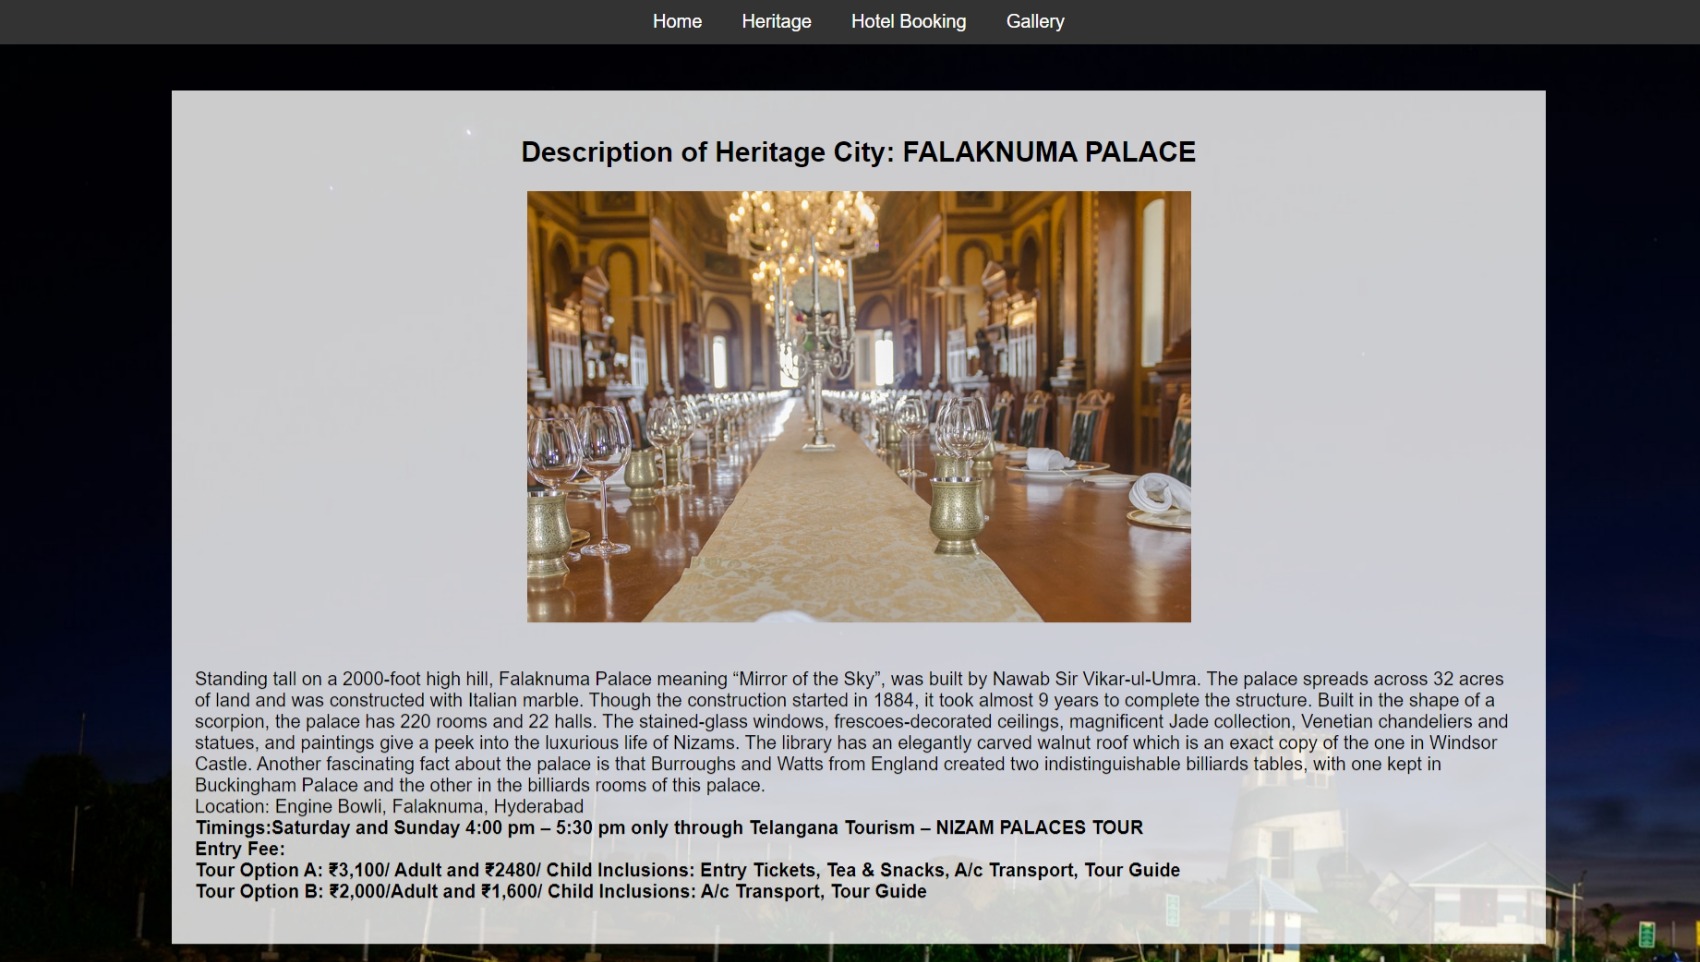 Home Heritage Hotel Booking Gallery
Description of Heritage City: FALAKNUMA PALACE
Standing tall on a 2000-foot high hill, Falaknuma Palace meaning “Mirror of the Sky”, was built by Nawab Sir Vikar-ul-Umra. The palace spreads across 32 acres
of land and was constructed with Italian marble. Though the construction started in 1884, it took almost 9 years to complete the structure. Built in the shape of a
scorpion, the palace has 220 rooms and 22 halls. The stained-glass windows, frescoes-decorated ceilings, magnificent Jade collection, Venetian chandeliers and
statues, and paintings give a peek into the luxurious life of Nizams. The library has an elegantly carved walnut roof which is an exact copy of the one in Windsor
Castle. Another fascinating fact about the palace is that Burroughs and Watts from England created two indistinguishable billiards tables, with one kept in
Buckingham Palace and the other in the billiards rooms of this palace.
Location: Engine Bowli, Falaknuma, Hyderabad
Timings:Saturday and Sunday 4:00 pm – 5:30 pm only through Telangana Tourism – NIZAM PALACES TOUR
Entry Fee:
Tour Option A: ₹3,100/ Adult and ₹2480/ Child Inclusions: Entry Tickets, Tea & Snacks, A/c Transport, Tour Guide
Tour Option B: ₹2,000/Adult and ₹1,600/ Child Inclusions: A/c Transport, Tour Guide